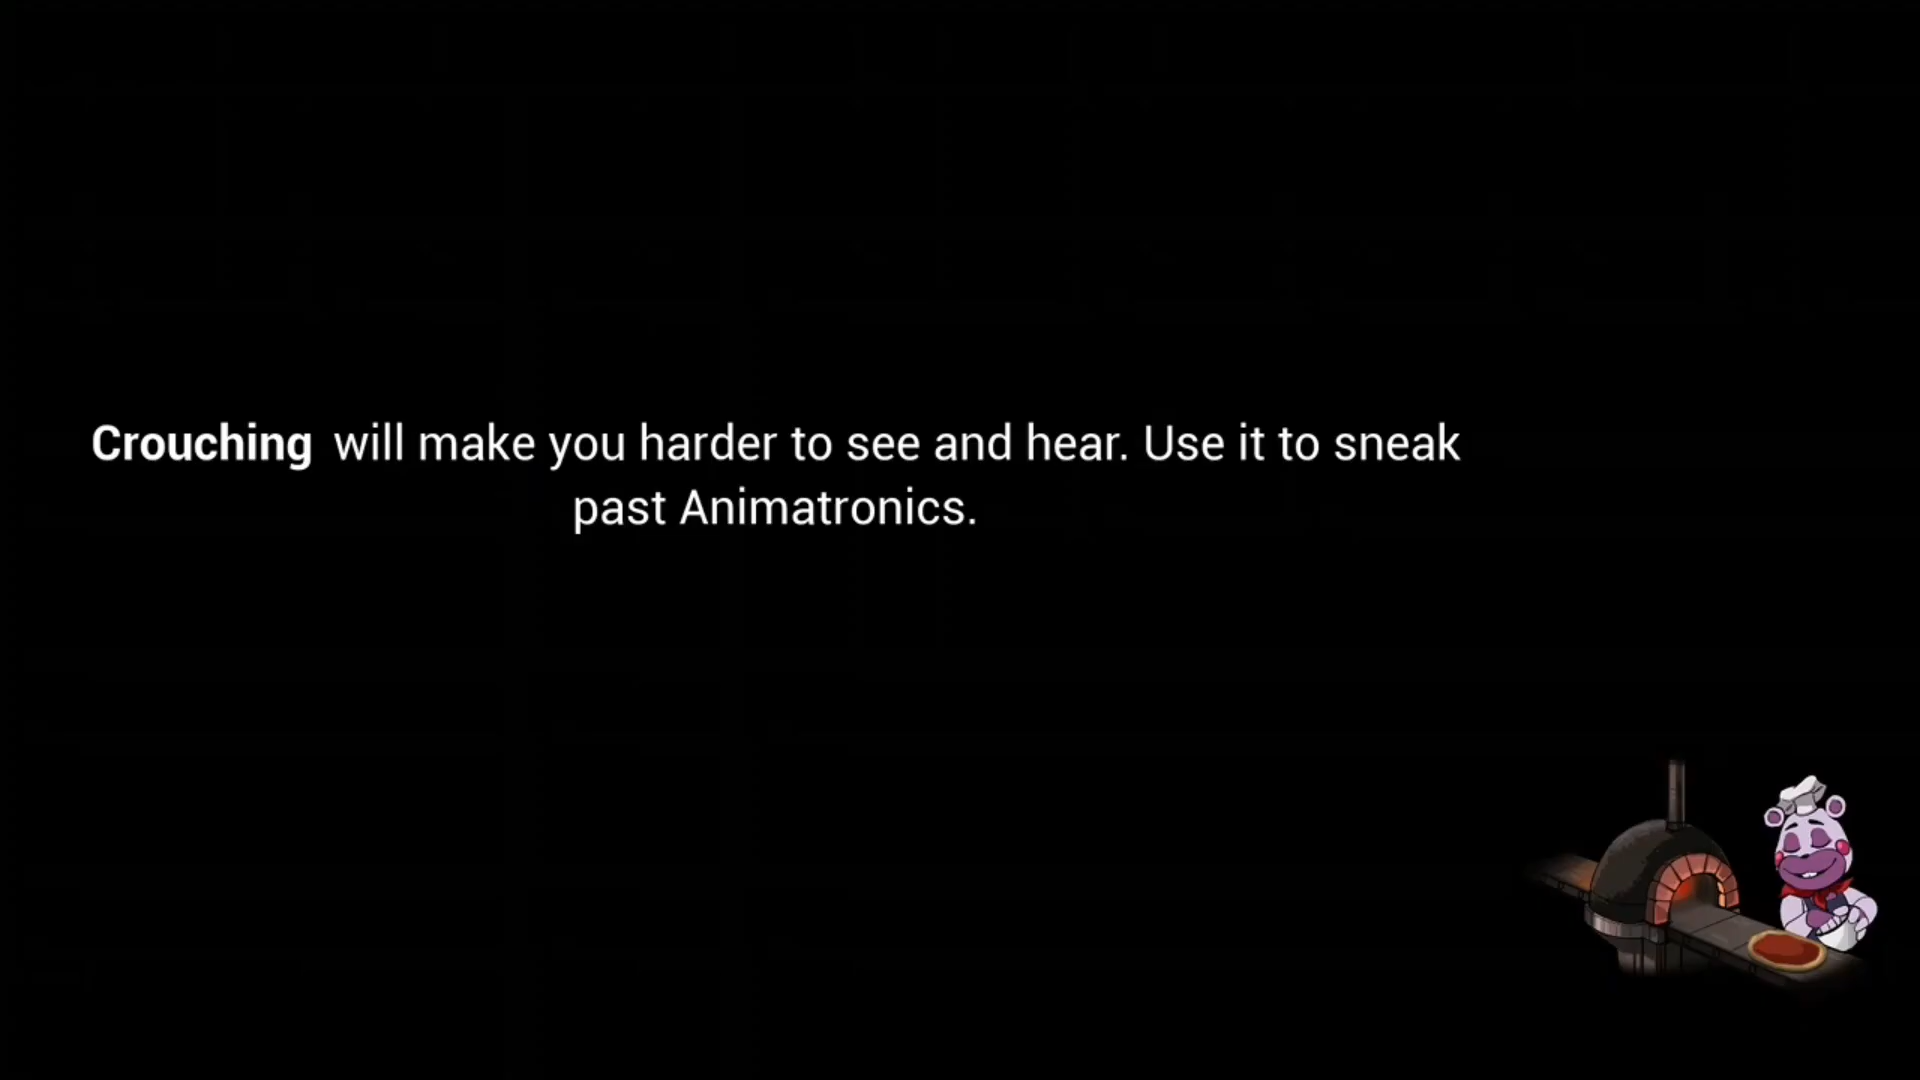 Crouching will make you harder to see and hear. Use it to sneak
past Animatronics.